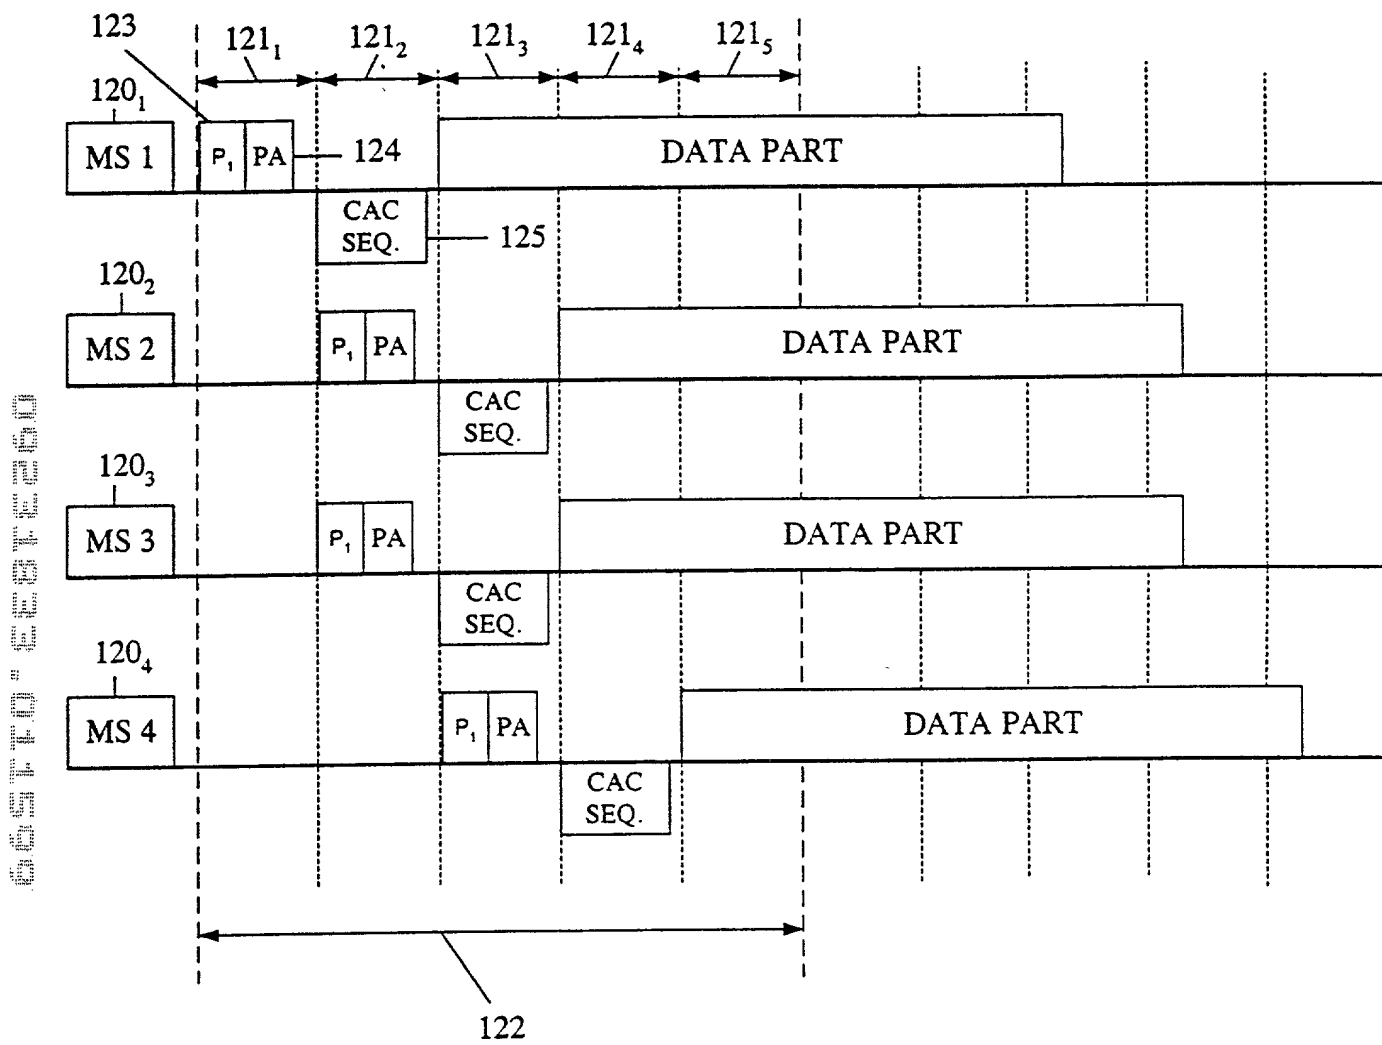 123
121₁
121₂
121₃
121₄
121₅
120₁
MS 1
P₁
PA
124
DATA PART
CAC
SEQ.
125
120₂
MS 2
P₁
PA
DATA PART
CAC
SEQ.
120₃
MS 3
P₁
PA
DATA PART
CAC
SEQ.
120₄
MS 4
P₁
PA
DATA PART
CAC
SEQ.
122